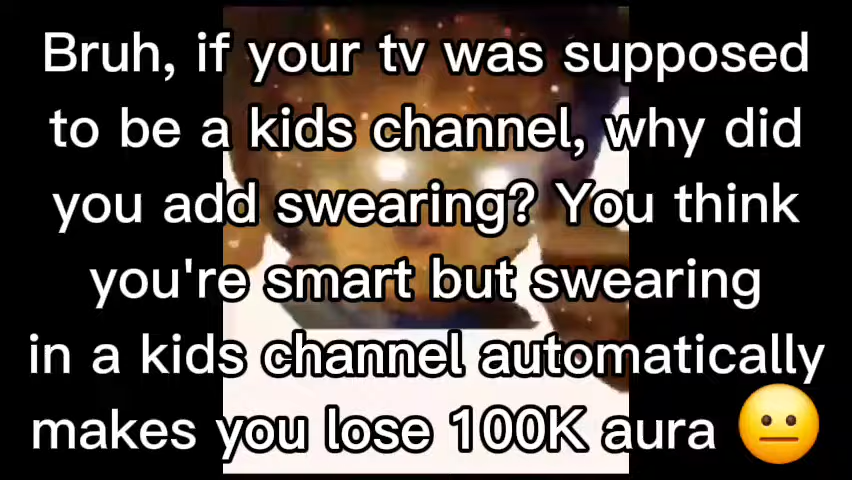 Bruh, if your tv was supposed
to be a kids channel, why did
you add swearing? You think
you're smart but swearing
in a kids channel automatically
makes you lose 100K aura 😐